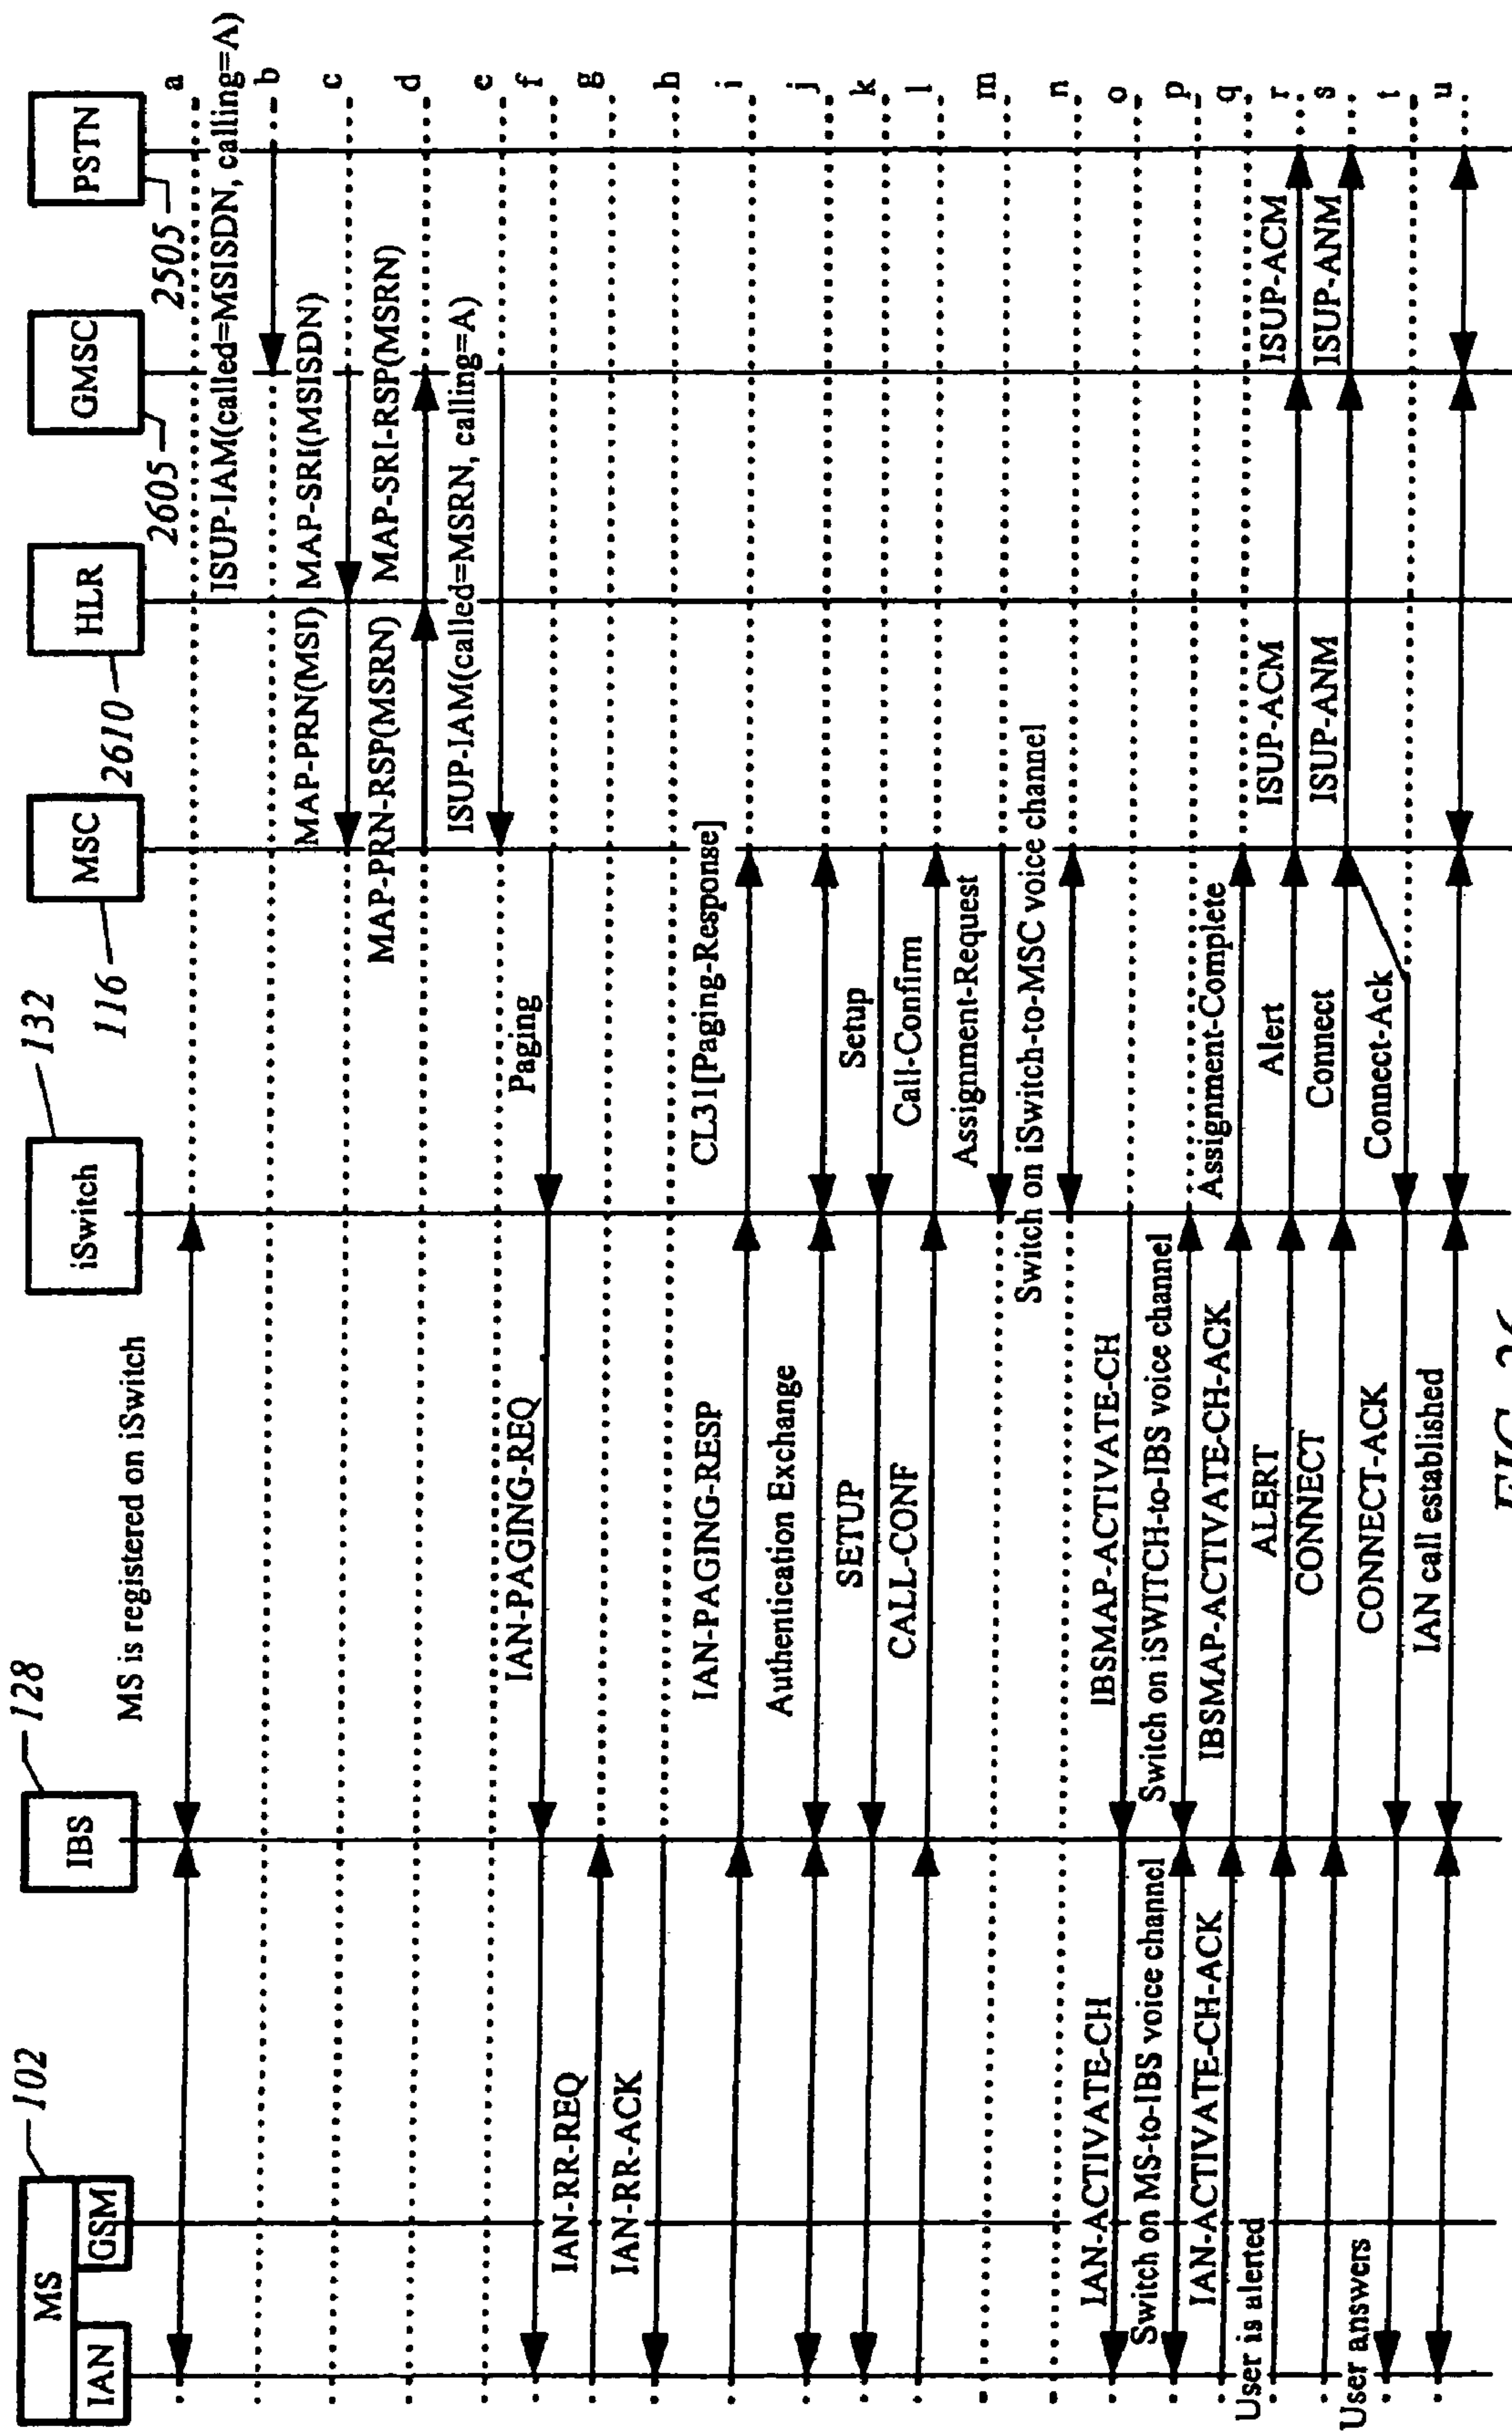 MS
IAN
GSM
102
IBS
128
iSwitch
132
MSC
116
HLR
2610
GMSC
2605
PSTN
2505
a
MS is registered on iSwitch
b
ISUP-IAM(called=MSISDN, calling=A)
c
MAP-PRN(MSI)
MAP-SRI(MSISDN)
d
MAP-PRN-RSP(MSRN)
MAP-SRI-RSP(MSRN)
e
ISUP-IAM(called=MSRN, calling=A)
f
IAN-PAGING-REQ
Paging
g
IAN-RR-REQ
h
IAN-RR-ACK
i
IAN-PAGING-RESP
CL31[Paging-Response]
j
Authentication Exchange
k
SETUP
Setup
l
CALL-CONF
Call-Confirm
m
Assignment-Request
n
Switch on iSwitch-to-MSC voice channel
o
IAN-ACTIVATE-CH
IBSMAP-ACTIVATE-CH
p
Switch on MS-to-IBS voice channel
Switch on iSWITCH-to-IBS voice channel
q
IAN-ACTIVATE-CH-ACK
IBSMAP-ACTIVATE-CH-ACK
Assignment-Complete
r
User is alerted
ALERT
Alert
ISUP-ACM
ISUP-ACM
s
CONNECT
Connect
ISUP-ANM
ISUP-ANM
t
User answers
CONNECT-ACK
Connect-Ack
u
IAN call established